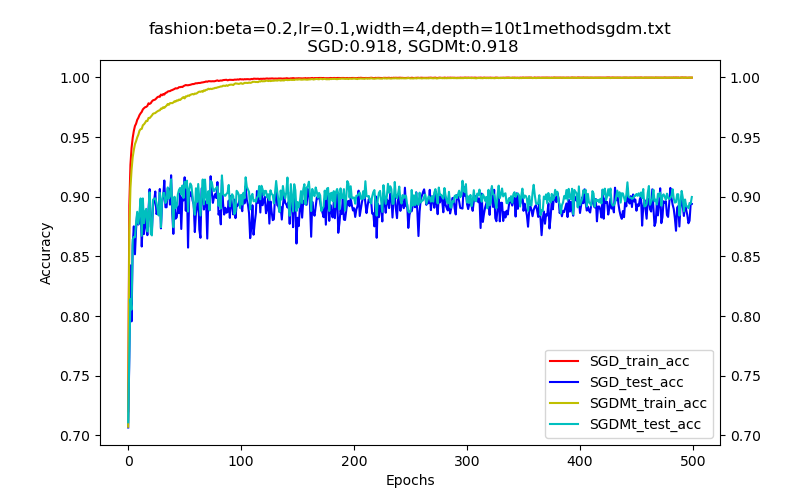 fashion:beta=0.2,lr=0.1,width=4,depth=10t1methodsgdm.txt
SGD:0.918, SGDMt:0.918
1.00
0.95
0.90
0.85
0.80
0.75
0.70
Accuracy
1.00
0.95
0.90
0.85
0.80
0.75
0.70
SGD_train_acc
SGD_test_acc
SGDMt_train_acc
SGDMt_test_acc
0 100 200 300 400 500
Epochs